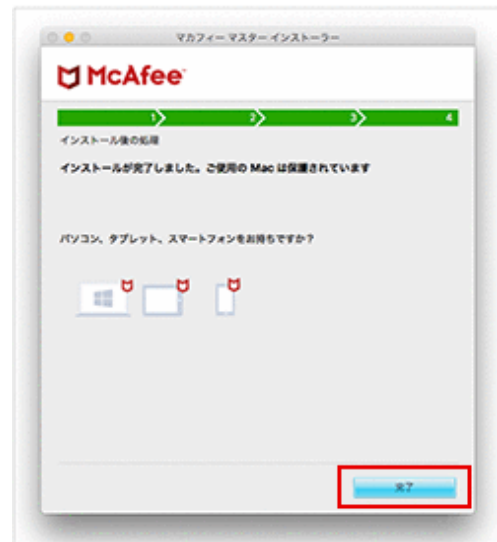 マカフィー マスター インストーラー
McAfee
1 2 3 4
インストール後の処理
インストールが完了しました。ご使用の Mac は保護されています
パソコン、タブレット、スマートフォンをお持ちですか？
完了